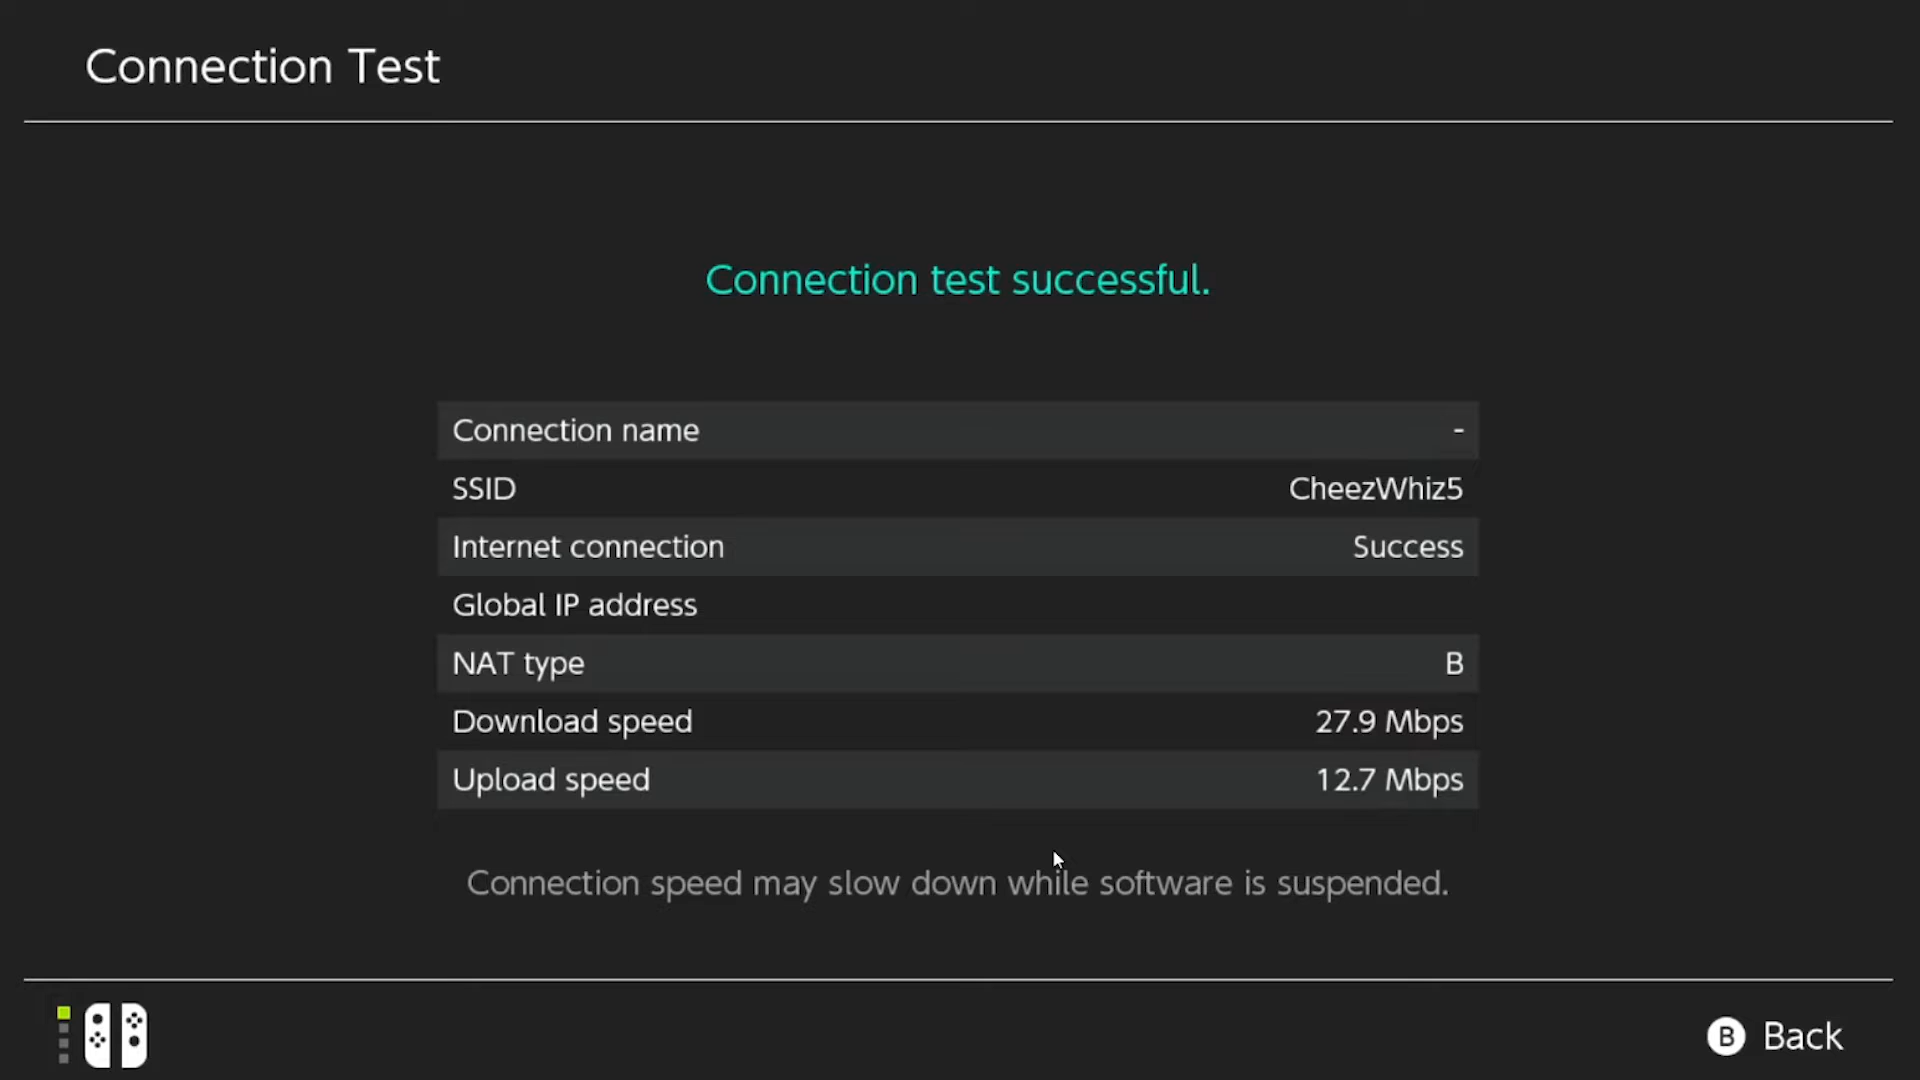 Connection Test
Connection test successful.
Connection name -
SSID CheezWhiz5
Internet connection Success
Global IP address
NAT type B
Download speed 27.9 Mbps
Upload speed 12.7 Mbps
Connection speed may slow down while software is suspended.
B Back